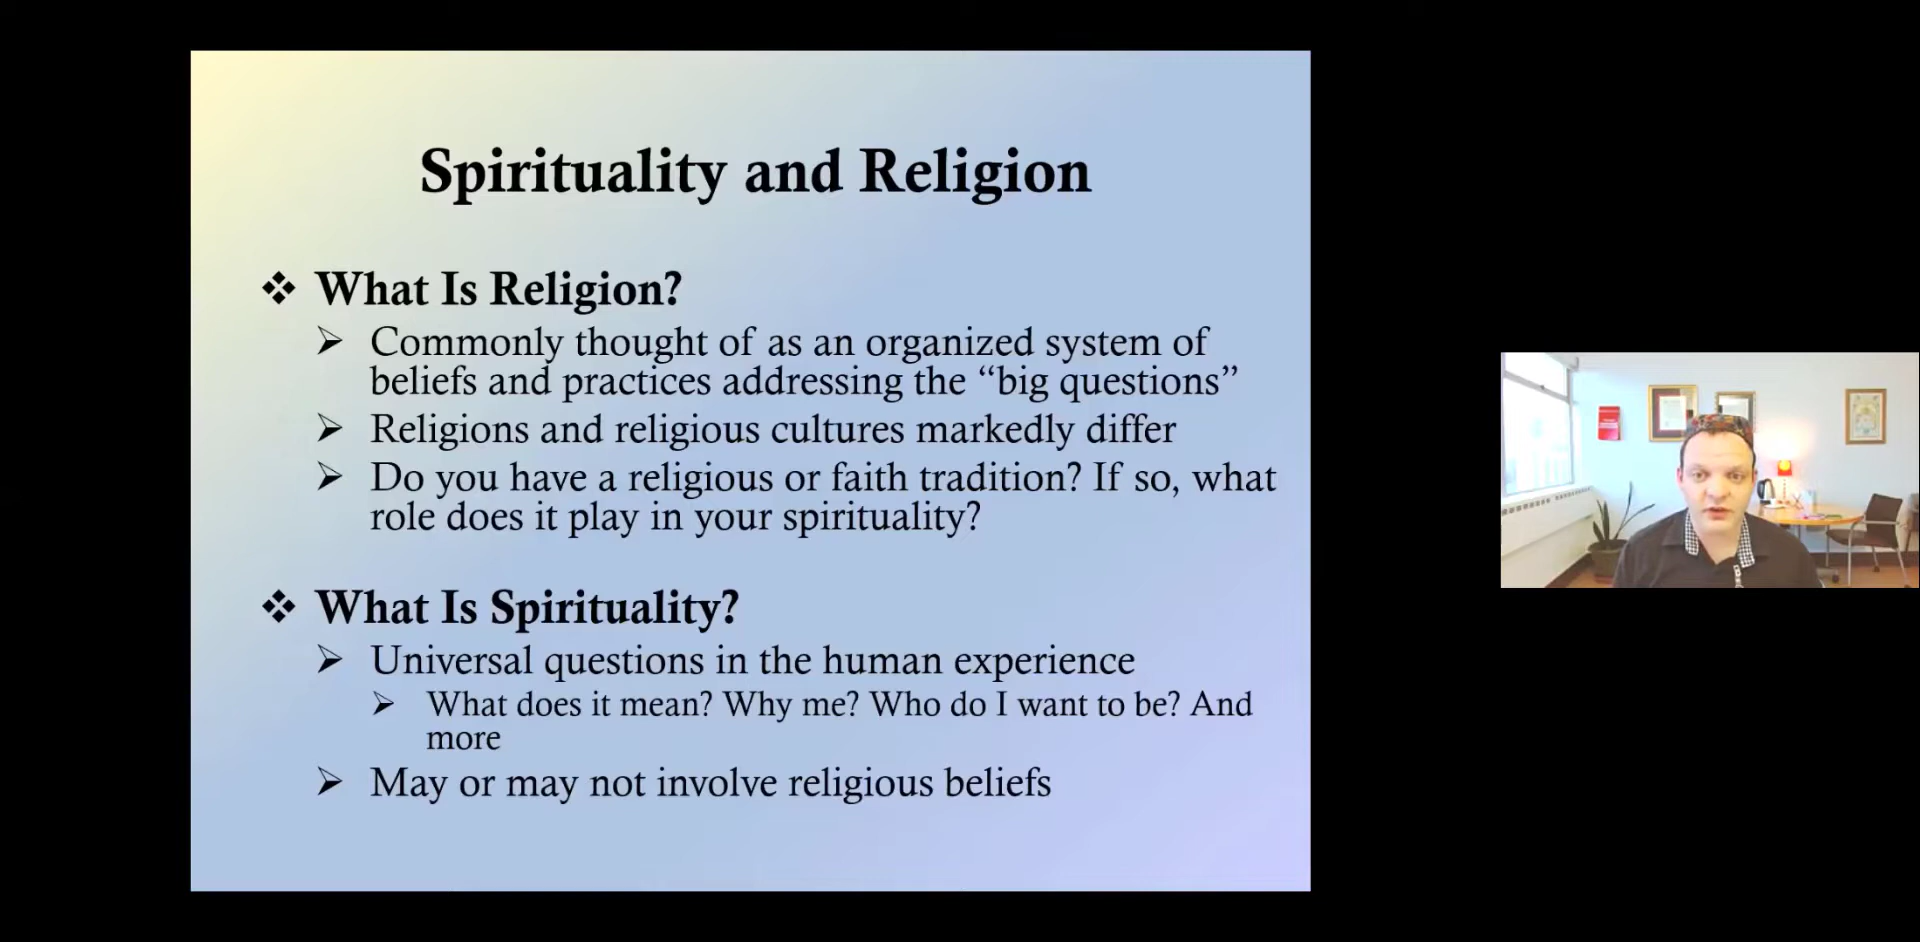 Spirituality and Religion
What Is Religion?
Commonly thought of as an organized system of
beliefs and practices addressing the “big questions”
Religions and religious cultures markedly differ
Do you have a religious or faith tradition? If so, what
role does it play in your spirituality?
What Is Spirituality?
Universal questions in the human experience
What does it mean? Why me? Who do I want to be? And
more
May or may not involve religious beliefs